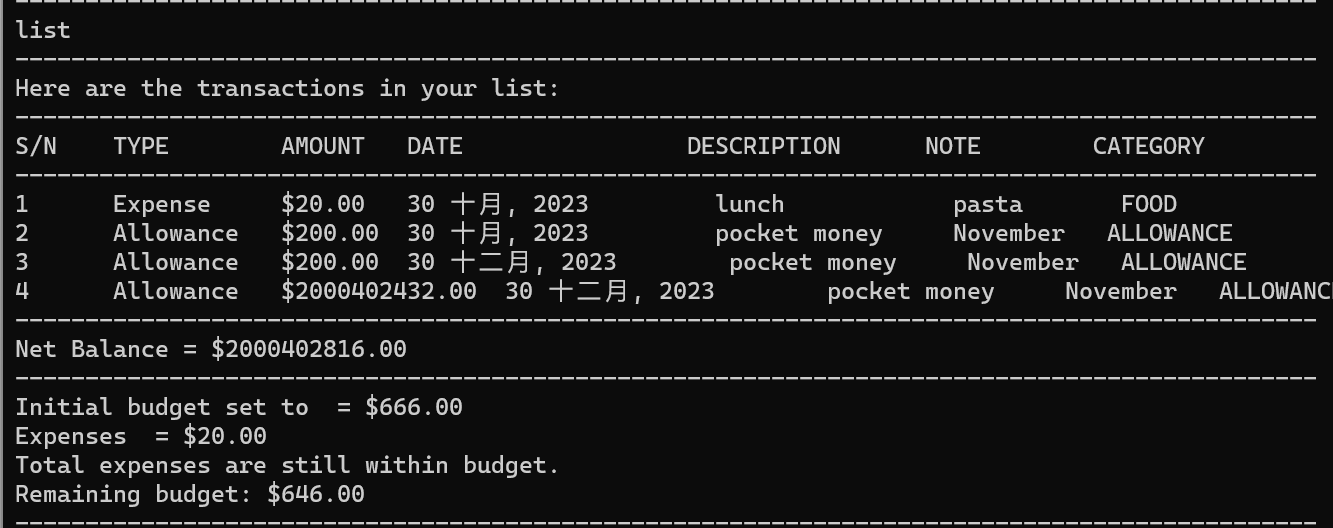 list
Here are the transactions in your list:
S/N TYPE AMOUNT DATE DESCRIPTION NOTE CATEGORY
1 Expense $20.00 30 十月, 2023 lunch pasta FOOD
2 Allowance $200.00 30 十月, 2023 pocket money November ALLOWANCE
3 Allowance $200.00 30 十二月, 2023 pocket money November ALLOWANCE
4 Allowance $2000402432.00 30 十二月, 2023 pocket money November ALLOWANC
Net Balance = $2000402816.00
Initial budget set to  = $666.00
Expenses  = $20.00
Total expenses are still within budget.
Remaining budget: $646.00